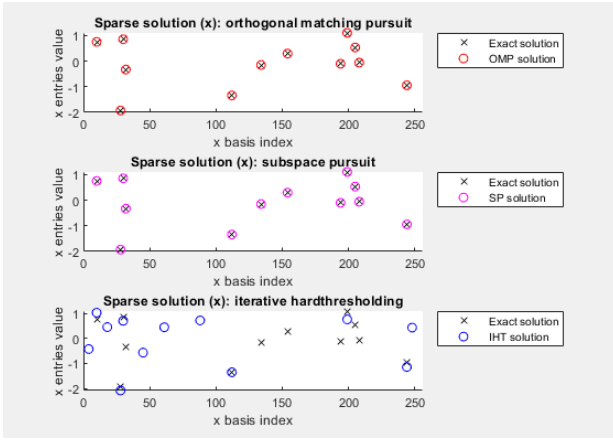 Sparse solution (x): orthogonal matching pursuit
1
0
-1
-2
x entries value
0
50
100
150
200
250
x basis index
Exact solution
OMP solution
Sparse solution (x): subspace pursuit
1
0
-1
-2
x entries value
0
50
100
150
200
250
x basis index
Exact solution
SP solution
Sparse solution (x): iterative hardthresholding
1
0
-1
-2
x entries value
0
50
100
150
200
250
x basis index
Exact solution
IHT solution